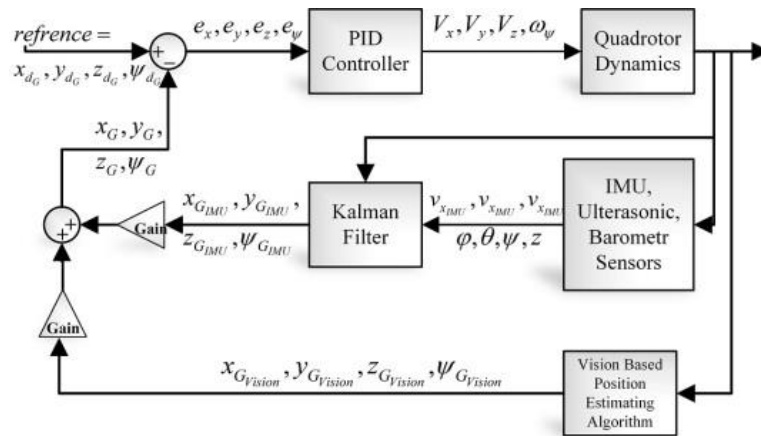 refrence =
x_{d_G}, y_{d_G}, z_{d_G}, ψ_{d_G}
+
−
e_x, e_y, e_z, e_ψ
PID
Controller
V_x, V_y, V_z, ω_ψ
Quadrotor
Dynamics
x_G, y_G,
z_G, ψ_G
+
+
Gain
x_{G_{IMU}}, y_{G_{IMU}},
z_{G_{IMU}}, ψ_{G_{IMU}}
Kalman
Filter
v_{x_{IMU}}, v_{x_{IMU}}, v_{x_{IMU}}
φ, θ, ψ, z
IMU,
Ulterasonic,
Barometr
Sensors
Gain
x_{G_{Vision}}, y_{G_{Vision}}, z_{G_{Vision}}, ψ_{G_{Vision}}
Vision Based
Position
Estimating
Algorithm